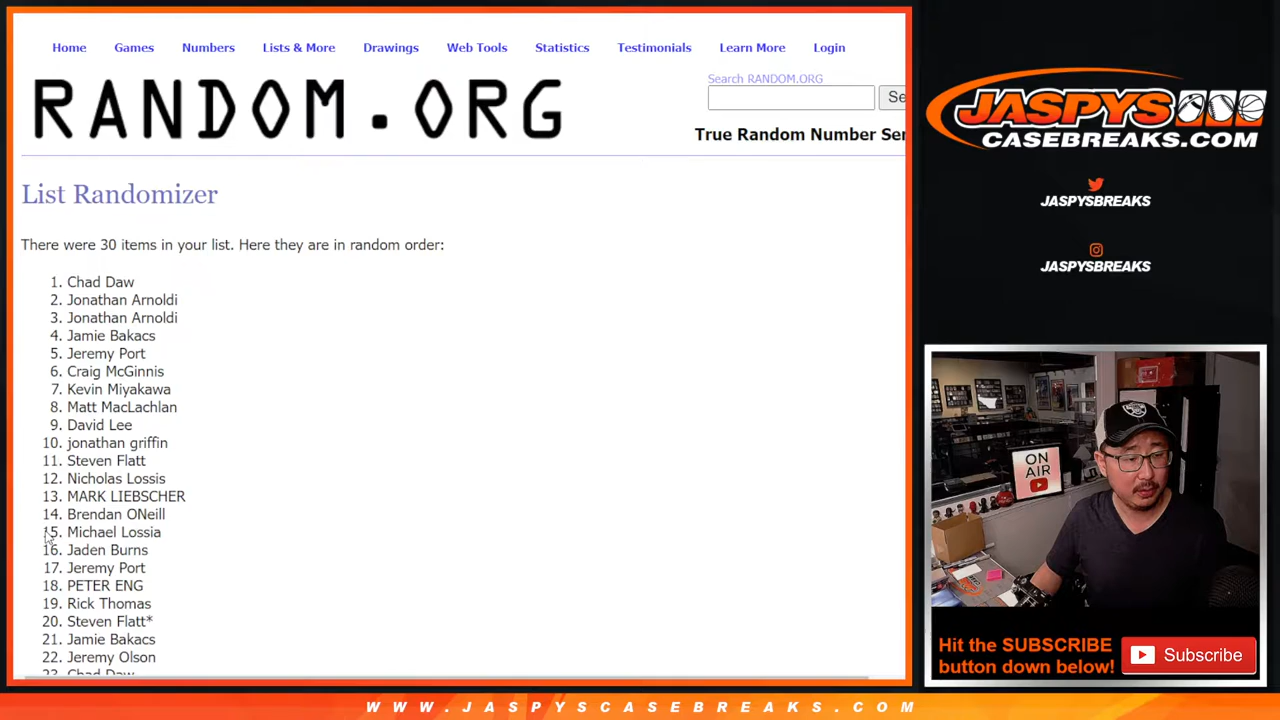 Home Games Numbers Lists & More Drawings Web Tools Statistics Testimonials Learn More Login
RANDOM.ORG
Search RANDOM.ORG
Se
True Random Number Ser
List Randomizer
There were 30 items in your list. Here they are in random order:
1. Chad Daw
2. Jonathan Arnoldi
3. Jonathan Arnoldi
4. Jamie Bakacs
5. Jeremy Port
6. Craig McGinnis
7. Kevin Miyakawa
8. Matt MacLachlan
9. David Lee
10. jonathan griffin
11. Steven Flatt
12. Nicholas Lossis
13. MARK LIEBSCHER
14. Brendan ONeill
15. Michael Lossia
16. Jaden Burns
17. Jeremy Port
18. PETER ENG
19. Rick Thomas
20. Steven Flatt*
21. Jamie Bakacs
22. Jeremy Olson
23. Chad Daw
JASPYS
CASEBREAKS.COM
JASPYSBREAKS
JASPYSBREAKS
ON
AIR
Hit the SUBSCRIBE
button down below!
Subscribe
WWW.JASPYSCASEBREAKS.COM